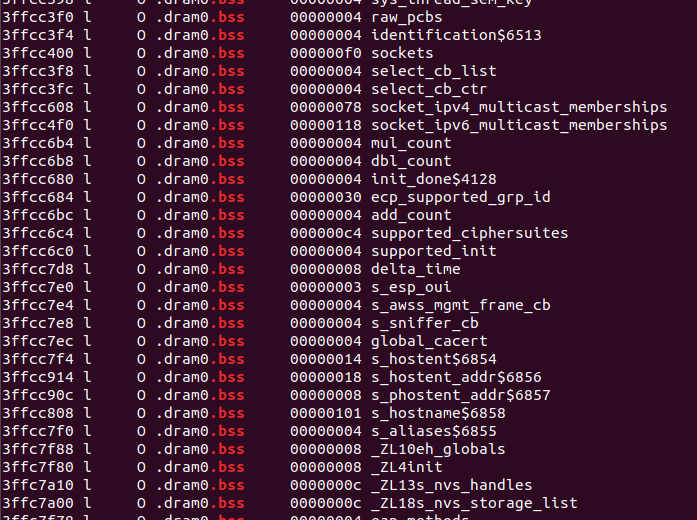 3ffcc398 l     O .dram0.bss     00000004 sys_thread_sem_key
3ffcc3f0 l     O .dram0.bss     00000004 raw_pcbs
3ffcc3f4 l     O .dram0.bss     00000004 identification$6513
3ffcc400 l     O .dram0.bss     000000f0 sockets
3ffcc3f8 l     O .dram0.bss     00000004 select_cb_list
3ffcc3fc l     O .dram0.bss     00000004 select_cb_ctr
3ffcc608 l     O .dram0.bss     00000078 socket_ipv4_multicast_memberships
3ffcc4f0 l     O .dram0.bss     00000118 socket_ipv6_multicast_memberships
3ffcc6b4 l     O .dram0.bss     00000004 mul_count
3ffcc6b8 l     O .dram0.bss     00000004 dbl_count
3ffcc680 l     O .dram0.bss     00000004 init_done$4128
3ffcc684 l     O .dram0.bss     00000030 ecp_supported_grp_id
3ffcc6bc l     O .dram0.bss     00000004 add_count
3ffcc6c4 l     O .dram0.bss     000000c4 supported_ciphersuites
3ffcc6c0 l     O .dram0.bss     00000004 supported_init
3ffcc7d8 l     O .dram0.bss     00000008 delta_time
3ffcc7e0 l     O .dram0.bss     00000003 s_esp_oui
3ffcc7e4 l     O .dram0.bss     00000004 s_awss_mgmt_frame_cb
3ffcc7e8 l     O .dram0.bss     00000004 s_sniffer_cb
3ffcc7ec l     O .dram0.bss     00000004 global_cacert
3ffcc7f4 l     O .dram0.bss     00000014 s_hostent$6854
3ffcc914 l     O .dram0.bss     00000018 s_hostent_addr$6856
3ffcc90c l     O .dram0.bss     00000008 s_phostent_addr$6857
3ffcc808 l     O .dram0.bss     00000101 s_hostname$6858
3ffcc7f0 l     O .dram0.bss     00000004 s_aliases$6855
3ffc7f88 l     O .dram0.bss     00000008 _ZL10eh_globals
3ffc7f80 l     O .dram0.bss     00000008 _ZL4init
3ffc7a10 l     O .dram0.bss     0000000c _ZL13s_nvs_handles
3ffc7a00 l     O .dram0.bss     0000000c _ZL18s_nvs_storage_list
3ffc7f78 l     O .dram0.bss     00000004 eap_methods